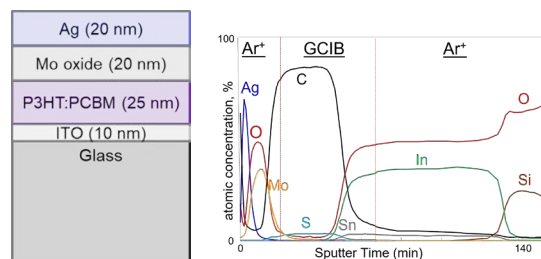 Ag (20 nm)
Mo oxide (20 nm)
P3HT:PCBM (25 nm)
ITO (10 nm)
Glass
100
Ar+ GCIB Ar+
C
Ag
O
O
Mo
In
Si
S
Sn
atomic concentration, %
0
0 140
Sputter Time (min)